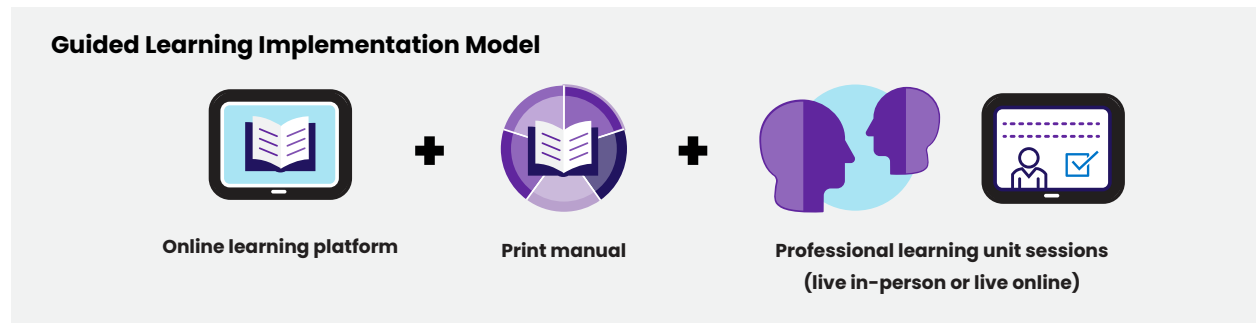 Guided Learning Implementation Model
Online learning platform
Print manual
Professional learning unit sessions
(live in-person or live online)